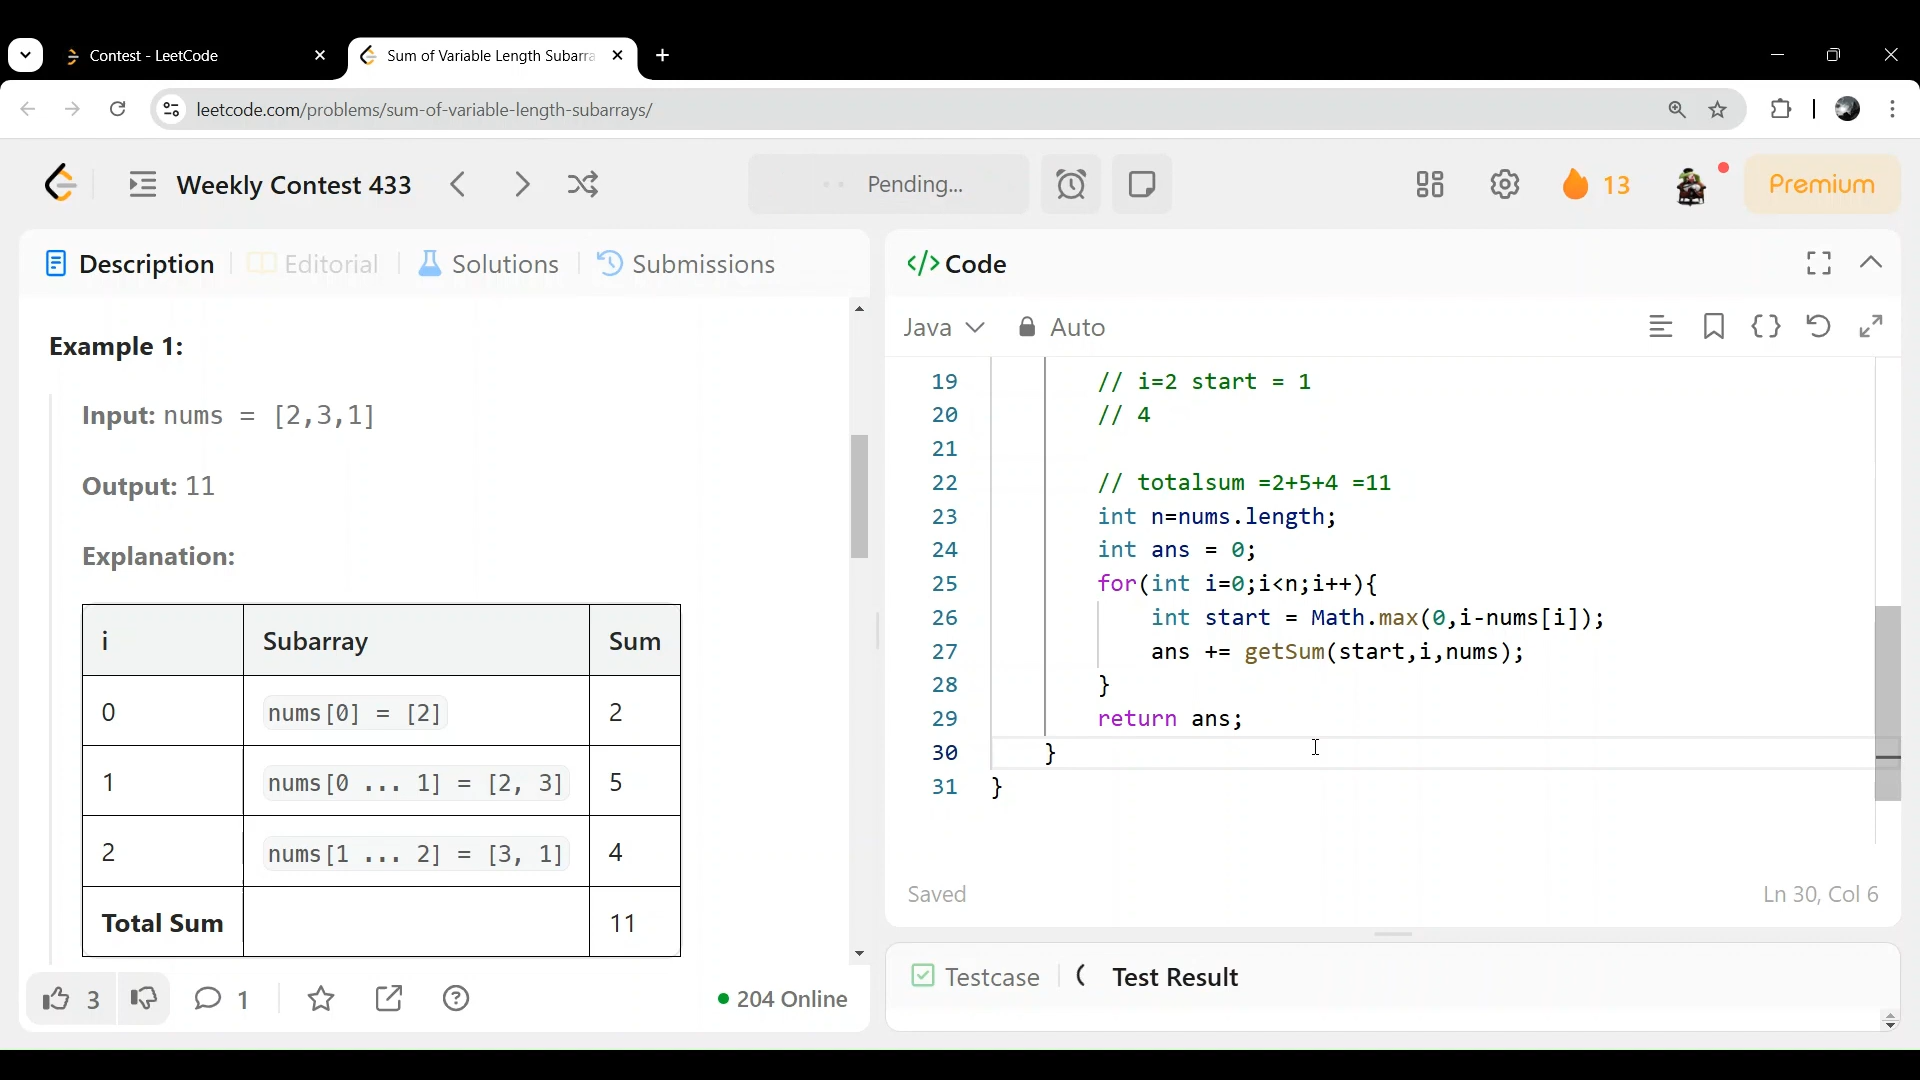 Contest - LeetCode
Sum of Variable Length Subarra
leetcode.com/problems/sum-of-variable-length-subarrays/
Weekly Contest 433
Pending...
13
Premium
Description
Editorial
Solutions
Submissions
Example 1:
Input: nums = [2,3,1]
Output: 11
Explanation:
i Subarray Sum
0 nums[0] = [2] 2
1 nums[0 ... 1] = [2, 3] 5
2 nums[1 ... 2] = [3, 1] 4
Total Sum 11
3
1
204 Online
</> Code
Java
Auto
19 // i=2 start = 1
20 // 4
21
22 // totalsum =2+5+4 =11
23 int n=nums.length;
24 int ans = 0;
25 for(int i=0;i<n;i++){
26 int start = Math.max(0,i-nums[i]);
27 ans += getSum(start,i,nums);
28 }
29 return ans;
30 }
31 }
Saved
Ln 30, Col 6
Testcase
Test Result